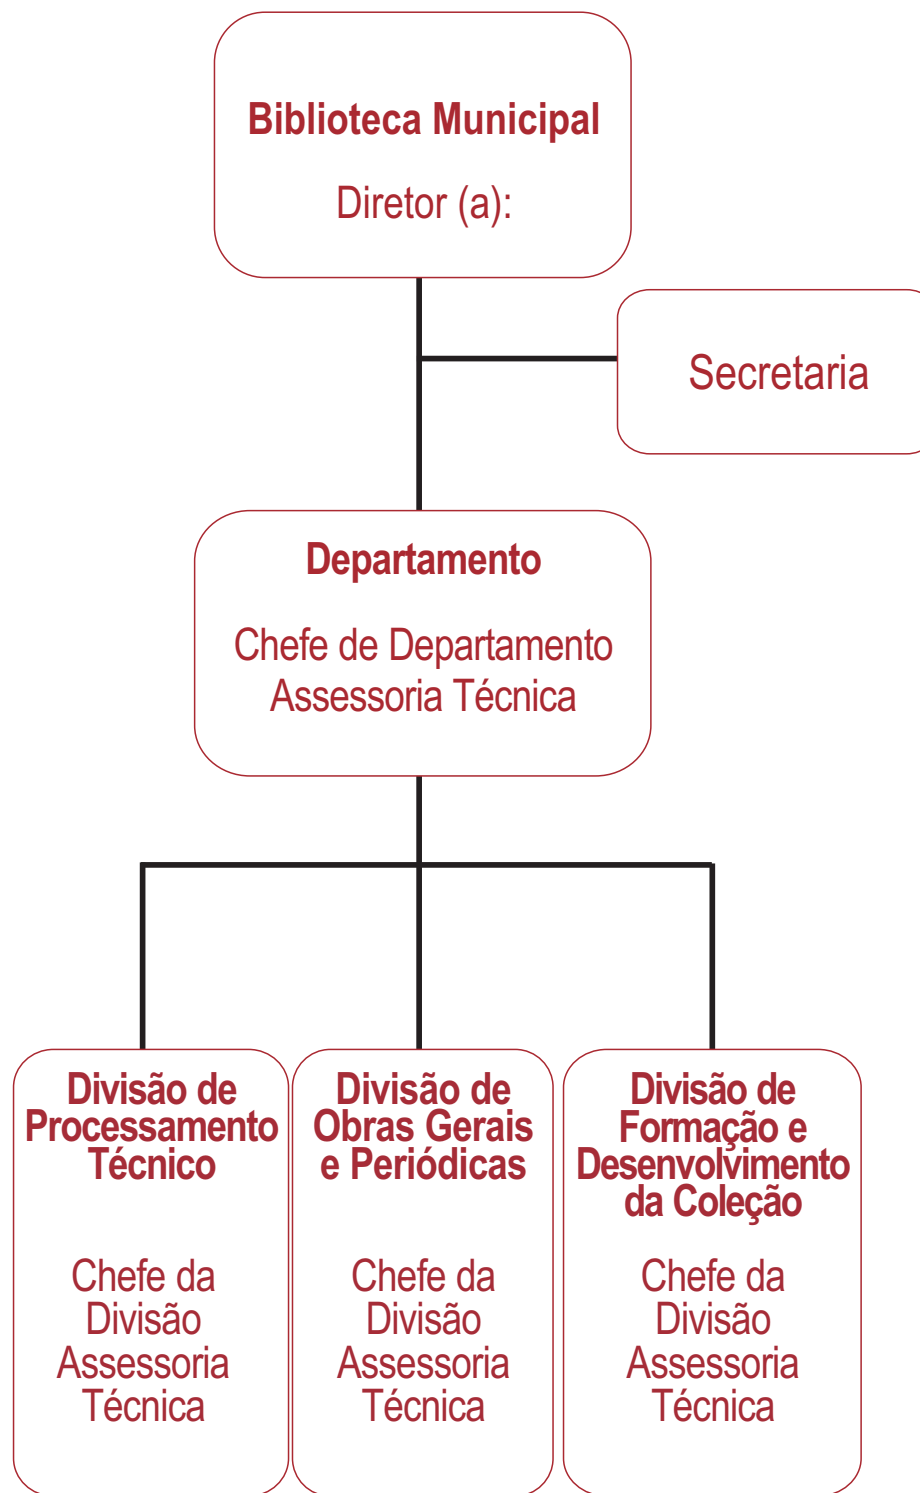 Biblioteca Municipal
Diretor (a):
Secretaria
Departamento
Chefe de Departamento
Assessoria Técnica
Divisão de
Processamento
Técnico
Chefe da
Divisão
Assessoria
Técnica
Divisão de
Obras Gerais
e Periódicas
Chefe da
Divisão
Assessoria
Técnica
Divisão de
Formação e
Desenvolvimento
da Coleção
Chefe da
Divisão
Assessoria
Técnica